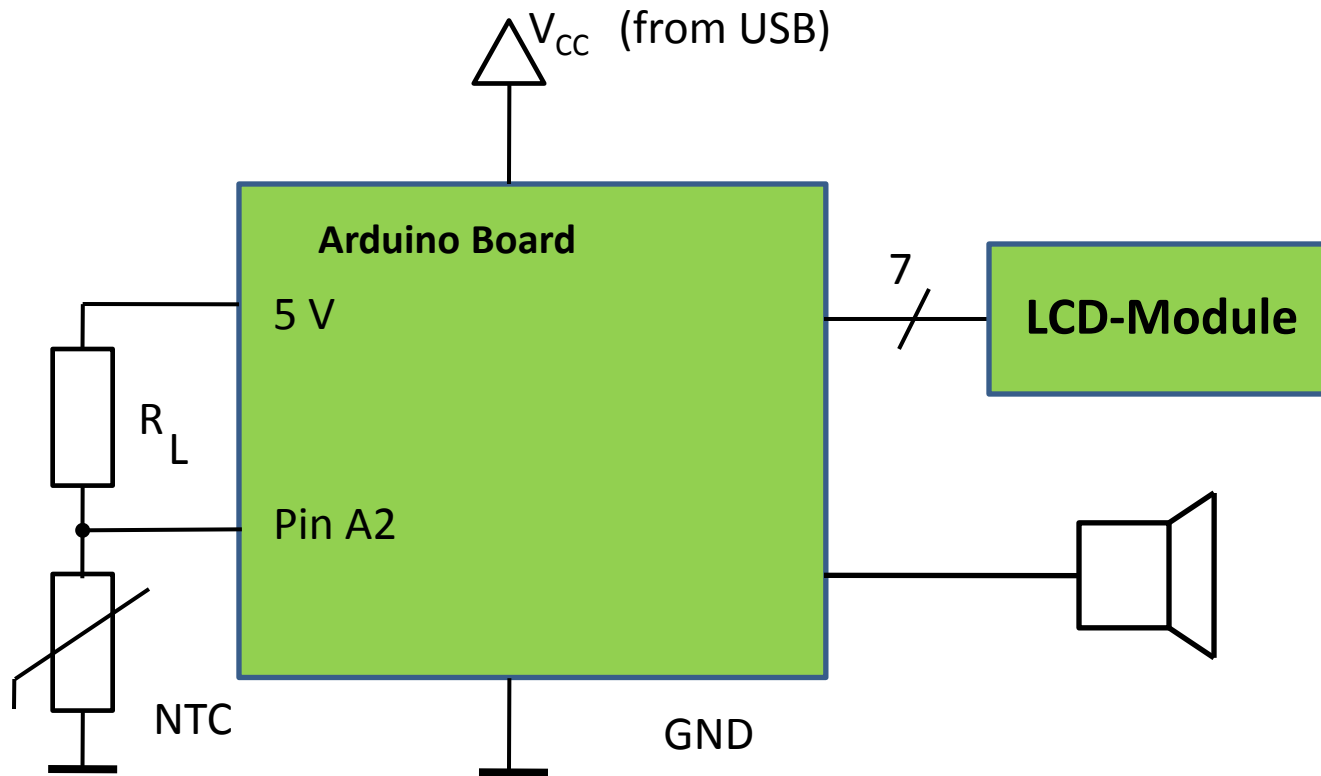 VCC (from USB)
Arduino Board
5 V
7
LCD-Module
RL
Pin A2
NTC
GND